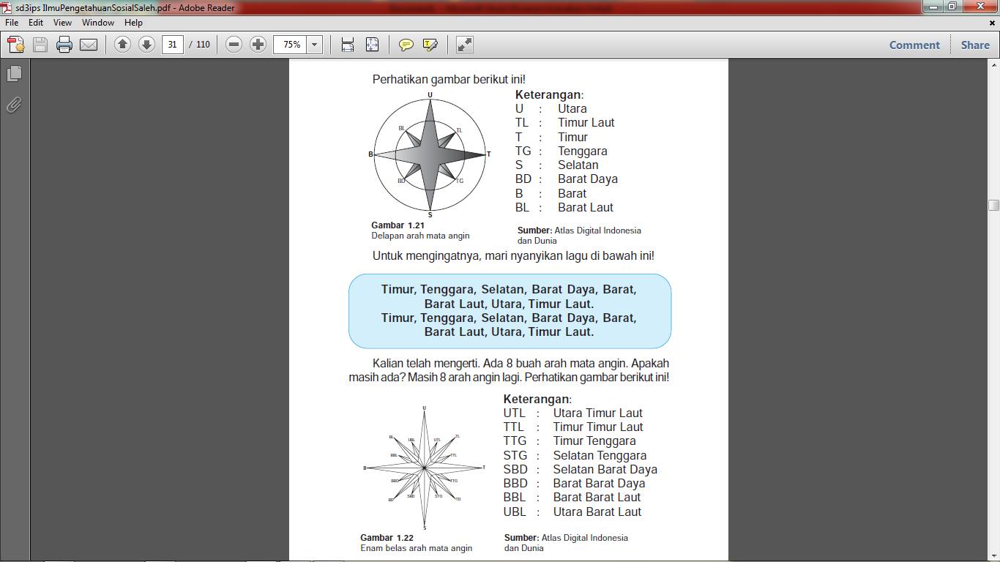 sd3ips IlmuPengetahuanSosialSaleh.pdf - Adobe Reader
File Edit View Window Help
31 / 110 75% Comment Share
Perhatikan gambar berikut ini!
U
BL TL
B T
BD TG
S
Keterangan:
U : Utara
TL : Timur Laut
T : Timur
TG : Tenggara
S : Selatan
BD : Barat Daya
B : Barat
BL : Barat Laut
Gambar 1.21
Delapan arah mata angin
Sumber: Atlas Digital Indonesia
dan Dunia
Untuk mengingatnya, mari nyanyikan lagu di bawah ini!
Timur, Tenggara, Selatan, Barat Daya, Barat,
Barat Laut, Utara, Timur Laut.
Timur, Tenggara, Selatan, Barat Daya, Barat,
Barat Laut, Utara, Timur Laut.
Kalian telah mengerti. Ada 8 buah arah mata angin. Apakah
masih ada? Masih 8 arah angin lagi. Perhatikan gambar berikut ini!
U
BL UBL UTL TL
BBL TTL
B T
BBD TTG
BD SBD STG TD
S
Keterangan:
UTL : Utara Timur Laut
TTL : Timur Timur Laut
TTG : Timur Tenggara
STG : Selatan Tenggara
SBD : Selatan Barat Daya
BBD : Barat Barat Daya
BBL : Barat Barat Laut
UBL : Utara Barat Laut
Gambar 1.22
Enam belas arah mata angin
Sumber: Atlas Digital Indonesia
dan Dunia